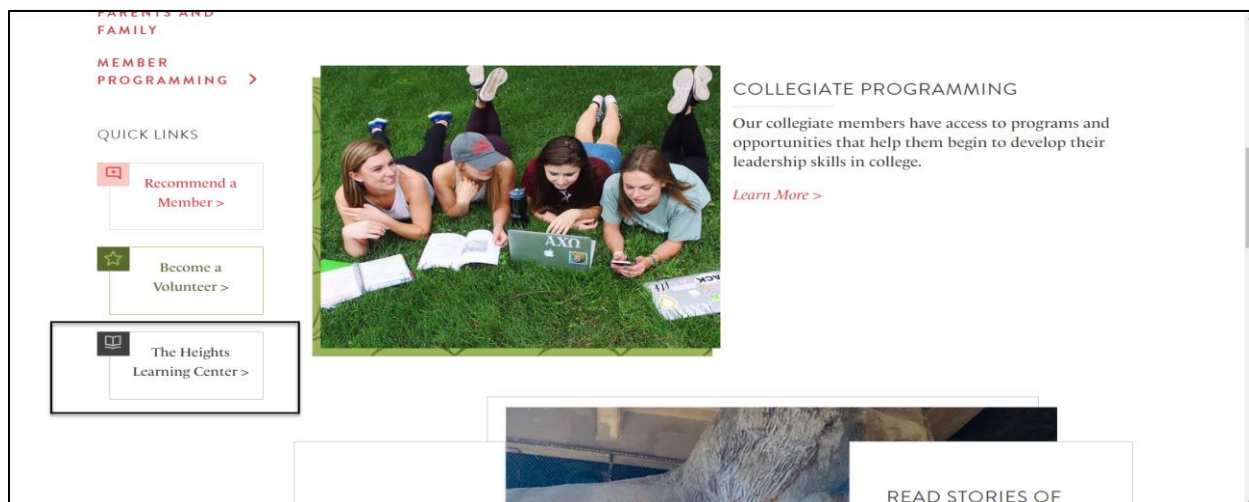 PARENTS AND
FAMILY
MEMBER
PROGRAMMING >
QUICK LINKS
Recommend a
Member >
Become a
Volunteer >
The Heights
Learning Center >
ΑΧΩ
COLLEGIATE PROGRAMMING
Our collegiate members have access to programs and
opportunities that help them begin to develop their
leadership skills in college.
Learn More >
READ STORIES OF